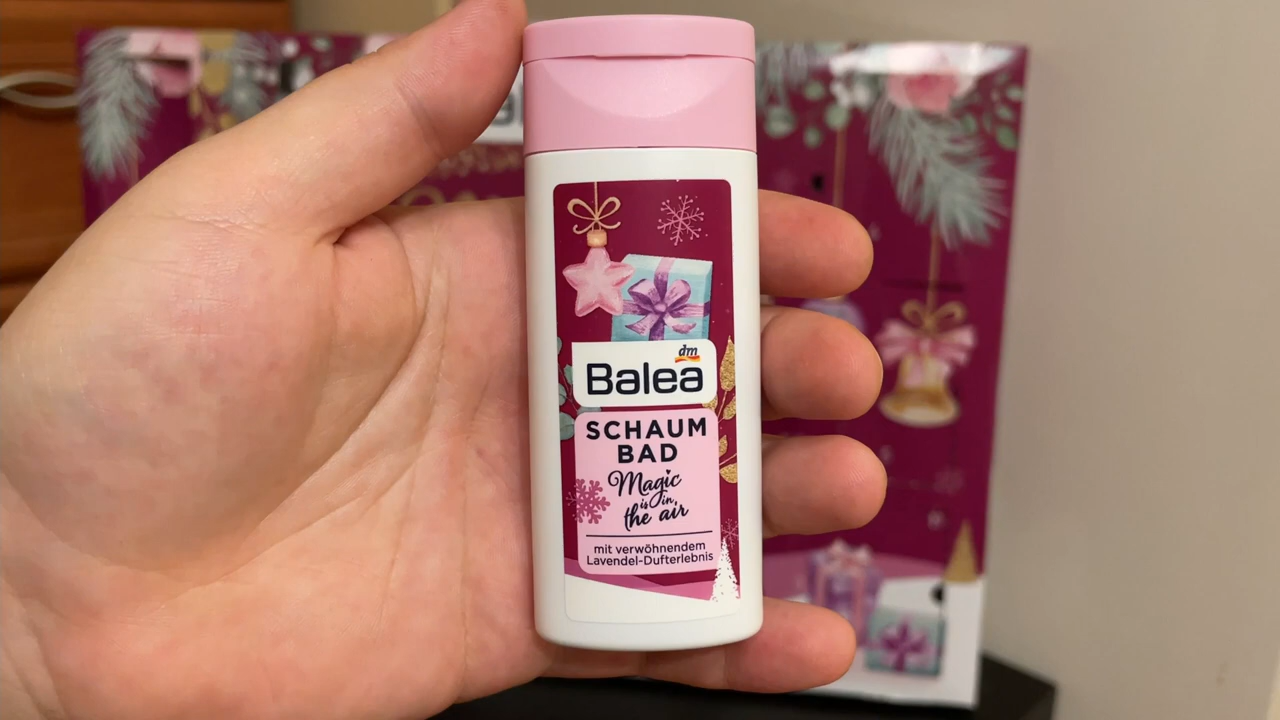 dm
Balea
SCHAUM
BAD
Magic
is in
the air
mit verwöhnendem
Lavendel-Dufterlebnis